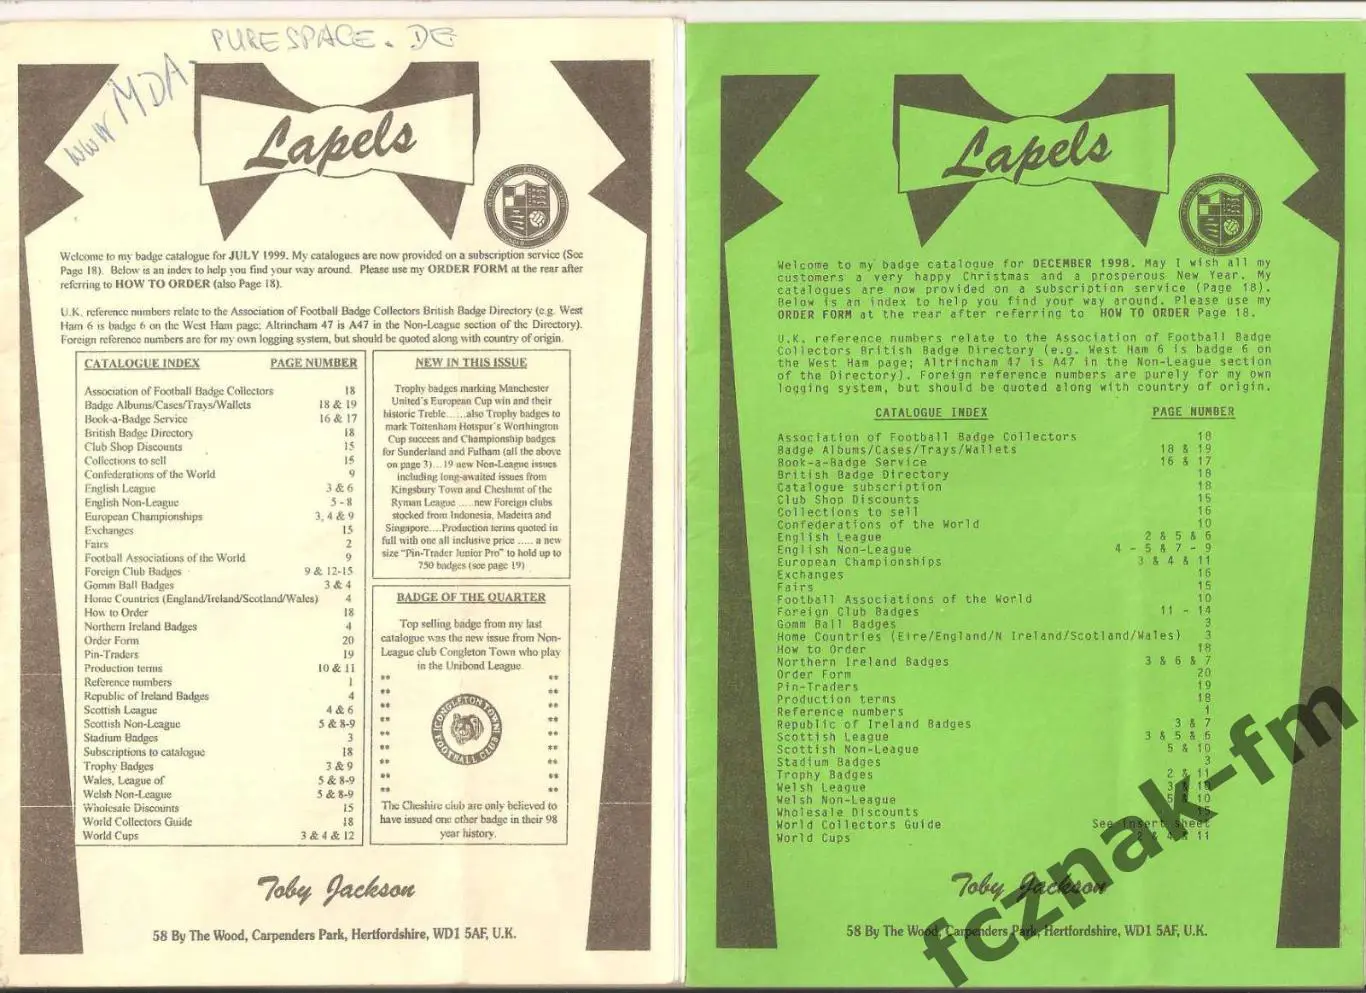 PURESPACE. DE
www MDA.
Lapels
Welcome to my badge catalogue for JULY 1999. My catalogues are now provided on a subscription service (See
Page 18). Below is an index to help you find your way around. Please use my ORDER FORM at the rear after
referring to HOW TO ORDER (also Page 18).
U.K. reference numbers relate to the Association of Football Badge Collectors British Badge Directory (e.g. West
Ham 6 is badge 6 on the West Ham page; Altrincham 47 is A47 in the Non-League section of the Directory).
Foreign reference numbers are for my own logging system, but should be quoted along with country of origin.
CATALOGUE INDEX PAGE NUMBER
Association of Football Badge Collectors 18
Badge Albums/Cases/Trays/Wallets 18 & 19
Book-a-Badge Service 16 & 17
British Badge Directory 18
Club Shop Discounts 15
Collections to sell 15
Confederations of the World 9
English League 3 & 6
English Non-League 5 - 8
European Championships 3, 4 & 9
Exchanges 15
Fairs 2
Football Associations of the World 9
Foreign Club Badges 9 & 12-15
Gomm Ball Badges 3 & 4
Home Countries (England/Ireland/Scotland/Wales) 4
How to Order 18
Northern Ireland Badges 4
Order Form 20
Pin-Traders 19
Production terms 10 & 11
Reference numbers 1
Republic of Ireland Badges 4
Scottish League 4 & 6
Scottish Non-League 5 & 8-9
Stadium Badges 3
Subscriptions to catalogue 18
Trophy Badges 3 & 9
Wales, League of 5 & 8-9
Welsh Non-League 5 & 8-9
Wholesale Discounts 15
World Collectors Guide 18
World Cups 3 & 4 & 12
NEW IN THIS ISSUE
Trophy badges marking Manchester
United's European Cup win and their
historic Treble......also Trophy badges to
mark Tottenham Hotspur's Worthington
Cup success and Championship badges
for Sunderland and Fulham (all the above
on page 3)....19 new Non-League issues
including long-awaited issues from
Kingsbury Town and Cheshunt of the
Ryman League .....new Foreign clubs
stocked from Indonesia, Madeira and
Singapore....Production terms quoted in
full with one all inclusive price ..... a new
size "Pin-Trader Junior Pro" to hold up to
750 badges (see page 19)
BADGE OF THE QUARTER
Top selling badge from my last
catalogue was the new issue from Non-
League club Congleton Town who play
in the Unibond League.
CONGLETON TOWN
FOOTBALL CLUB
The Cheshire club are only believed to
have issued one other badge in their 98
year history.
Toby Jackson
58 By The Wood, Carpenders Park, Hertfordshire, WD1 5AF, U.K.
Lapels
Welcome to my badge catalogue for DECEMBER 1998. May I wish all my
customers a very happy Christmas and a prosperous New Year. My
catalogues are now provided on a subscription service (Page 18).
Below is an index to help you find your way around. Please use my
ORDER FORM at the rear after referring to HOW TO ORDER Page 18.
U.K. reference numbers relate to the Association of Football Badge
Collectors British Badge Directory (e.g. West Ham 6 is badge 6 on
the West Ham page; Altrincham 47 is A47 in the Non-League section
of the Directory). Foreign reference numbers are purely for my own
logging system, but should be quoted along with country of origin.
CATALOGUE INDEX PAGE NUMBER
Association of Football Badge Collectors 18
Badge Albums/Cases/Trays/Wallets 18 & 19
Book-a-Badge Service 16 & 17
British Badge Directory 18
Catalogue subscription 18
Club Shop Discounts 15
Collections to sell 16
Confederations of the World 10
English League 2 & 5 & 6
English Non-League 4 - 5 & 7 - 9
European Championships 3 & 4 & 11
Exchanges 16
Fairs 15
Football Associations of the World 10
Foreign Club Badges 11 - 14
Gomm Ball Badges 3
Home Countries (Eire/England/N Ireland/Scotland/Wales) 3
How to Order 18
Northern Ireland Badges 3 & 6 & 7
Order Form 20
Pin-Traders 19
Production terms 18
Reference numbers 1
Republic of Ireland Badges 3 & 7
Scottish League 3 & 5 & 6
Scottish Non-League 5 & 10
Stadium Badges 3
Trophy Badges 2 & 11
Welsh League 3 & 10
Welsh Non-League 5 & 10
Wholesale Discounts 15
World Collectors Guide See insert sheet
World Cups 2 & 4 & 11
Toby Jackson
58 By The Wood, Carpenders Park, Hertfordshire, WD1 5AF, U.K.
fcznak-fm